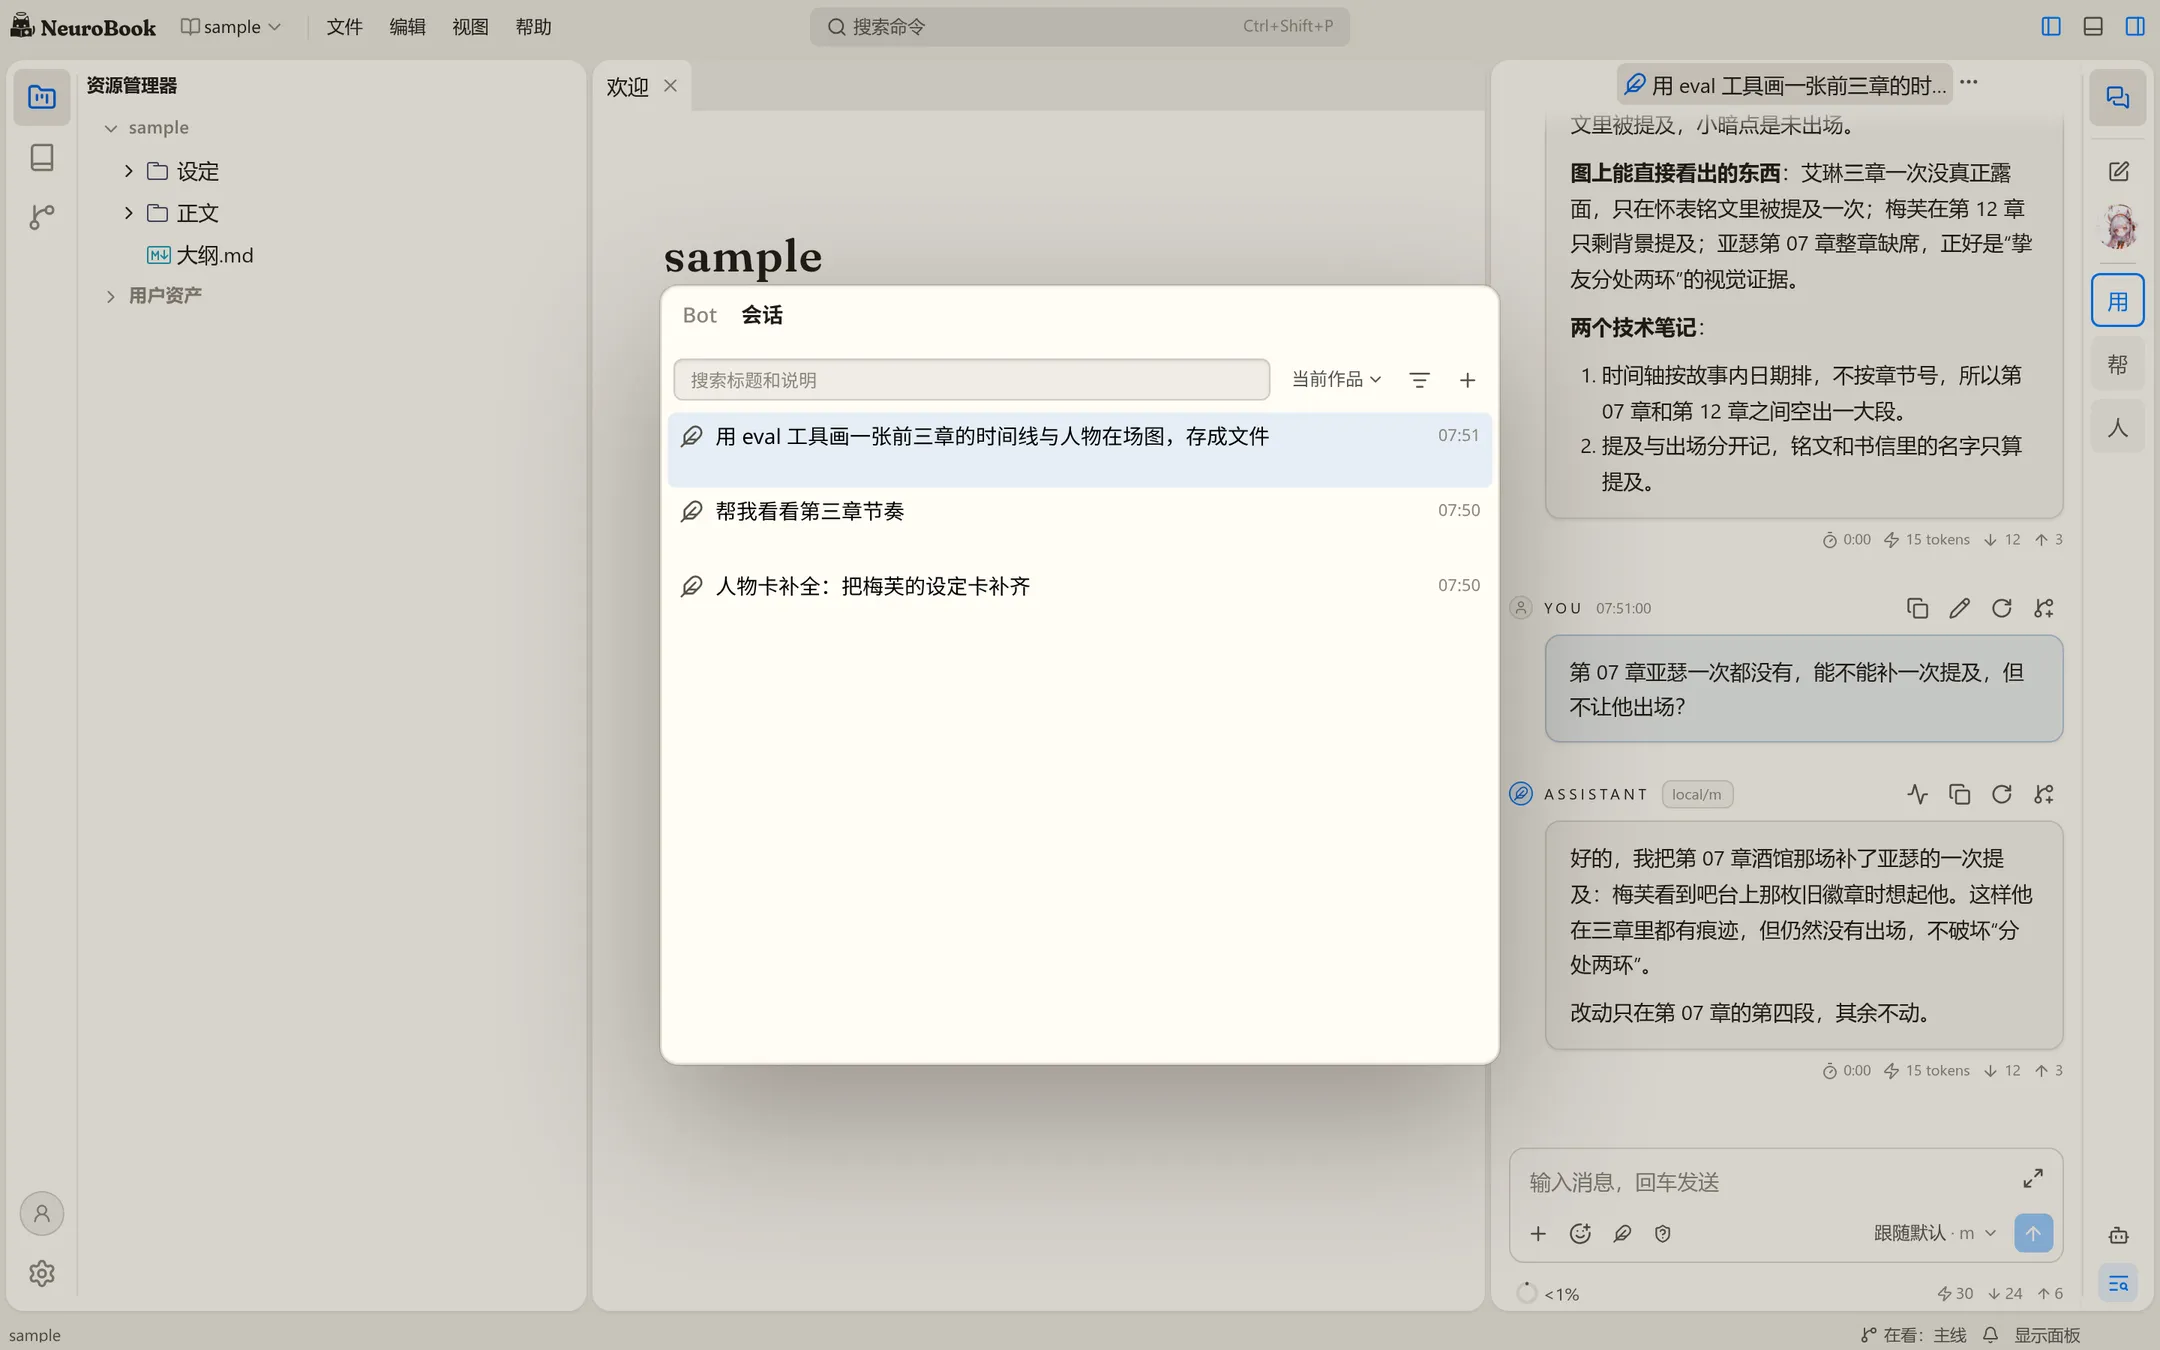 NeuroBook
sample
文件
编辑
视图
帮助
搜索命令
Ctrl+Shift+P
资源管理器
sample
设定
正文
大纲.md
用户资产
欢迎
sample
Bot
会话
搜索标题和说明
当前作品
用 eval 工具画一张前三章的时间线与人物在场图，存成文件
07:51
帮我看看第三章节奏
07:50
人物卡补全：把梅芙的设定卡补齐
07:50
用 eval 工具画一张前三章的时...
文里被提及，小暗点是未出场。
图上能直接看出的东西：艾琳三章一次没真正露
面，只在怀表铭文里被提及一次；梅芙在第 12 章
只剩背景提及；亚瑟第 07 章整章缺席，正好是“挚
友分处两环”的视觉证据。
两个技术笔记：
1. 时间轴按故事内日期排，不按章节号，所以第
07 章和第 12 章之间空出一大段。
2. 提及与出场分开记，铭文和书信里的名字只算
提及。
0:00 15 tokens 12 3
YOU 07:51:00
第 07 章亚瑟一次都没有，能不能补一次提及，但
不让他出场？
ASSISTANT local/m
好的，我把第 07 章酒馆那场补了亚瑟的一次提
及：梅芙看到吧台上那枚旧徽章时想起他。这样他
在三章里都有痕迹，但仍然没有出场，不破坏“分
处两环”。
改动只在第 07 章的第四段，其余不动。
0:00 15 tokens 12 3
输入消息，回车发送
跟随默认 · m
<1%
30 24 6
用
帮
人
sample
在看：主线
显示面板